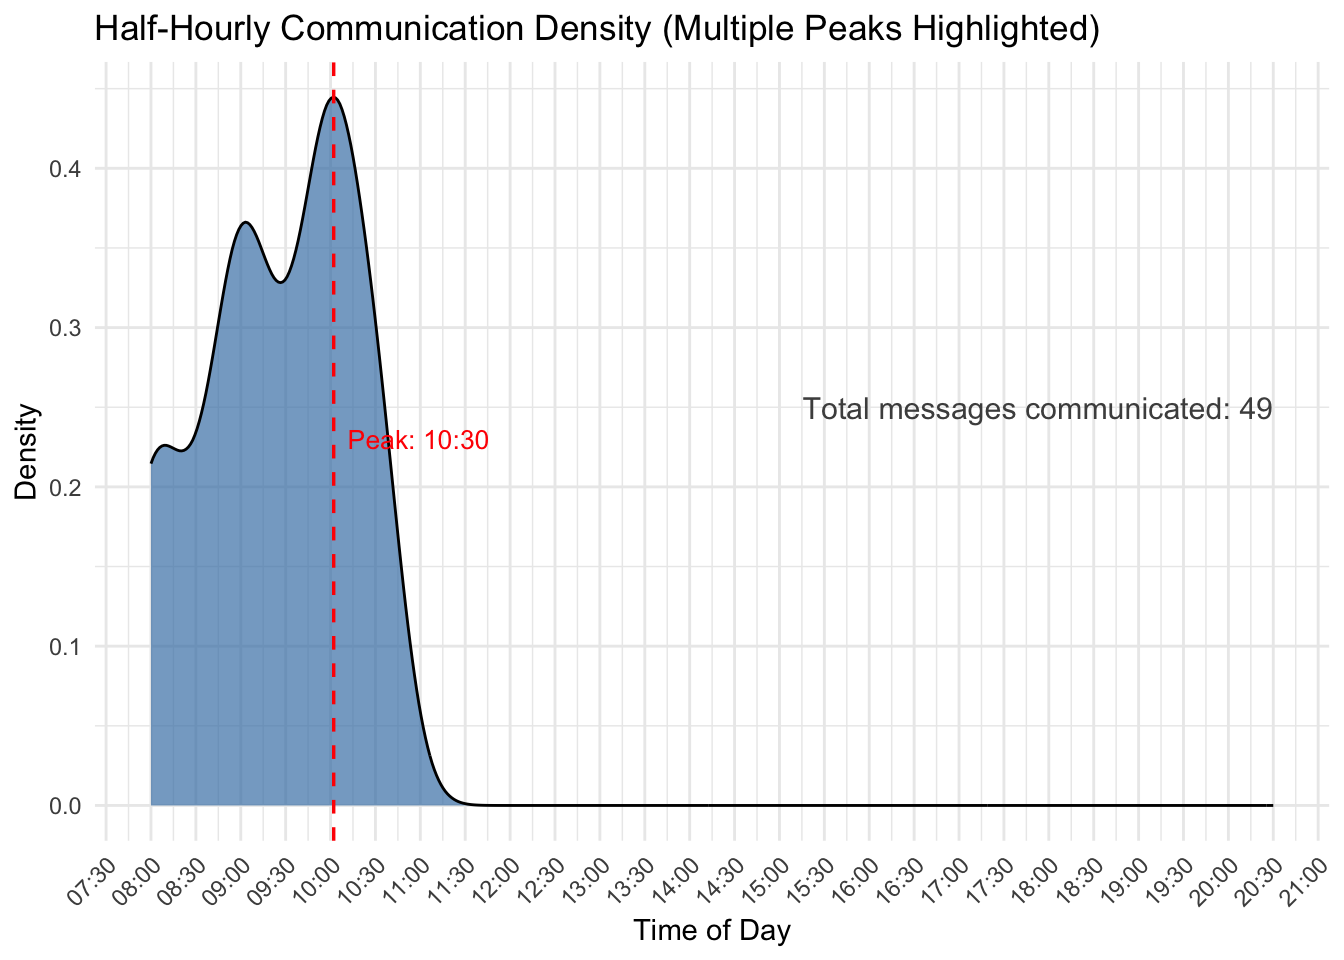 Half-Hourly Communication Density (Multiple Peaks Highlighted)
Density
0.4
0.3
0.2
0.1
0.0
Total messages communicated: 49
Peak: 10:30
07:30 08:00 08:30 09:00 09:30 10:00 10:30 11:00 11:30 12:00 12:30 13:00 13:30 14:00 14:30 15:00 15:30 16:00 16:30 17:00 17:30 18:00 18:30 19:00 19:30 20:00 20:30 21:00
Time of Day